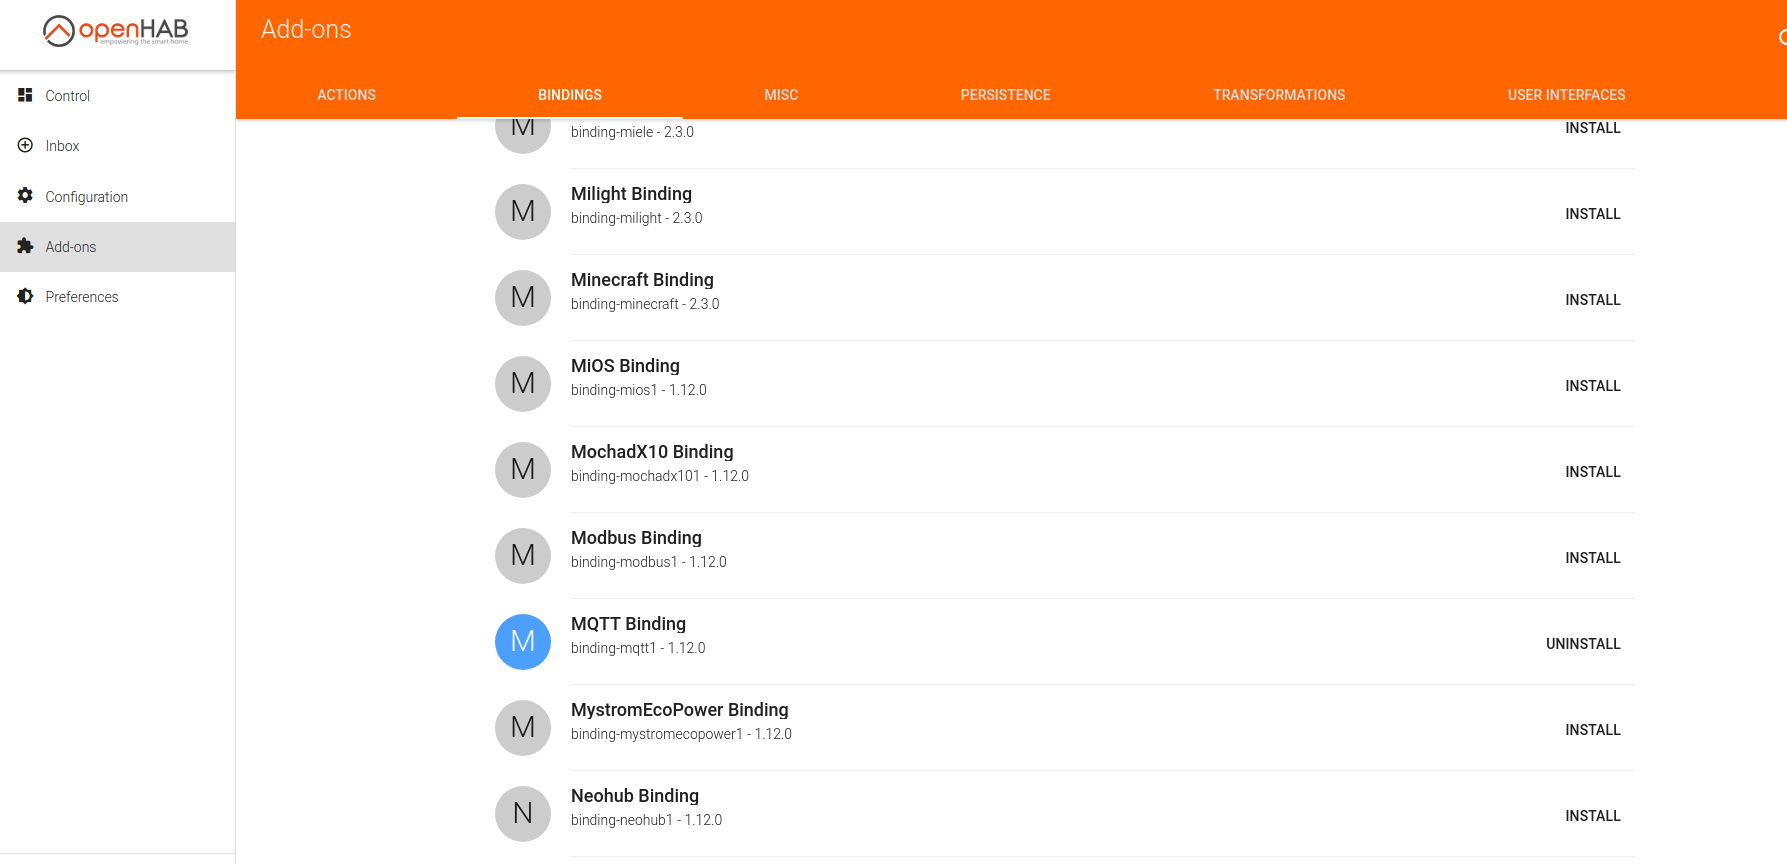 openHAB
empowering the smart home
Add-ons
Control
Inbox
Configuration
Add-ons
Preferences
ACTIONS
BINDINGS
MISC
PERSISTENCE
TRANSFORMATIONS
USER INTERFACES
M
binding-miele - 2.3.0
INSTALL
M
Milight Binding
binding-milight - 2.3.0
INSTALL
M
Minecraft Binding
binding-minecraft - 2.3.0
INSTALL
M
MiOS Binding
binding-mios1 - 1.12.0
INSTALL
M
MochadX10 Binding
binding-mochadx101 - 1.12.0
INSTALL
M
Modbus Binding
binding-modbus1 - 1.12.0
INSTALL
M
MQTT Binding
binding-mqtt1 - 1.12.0
UNINSTALL
M
MystromEcoPower Binding
binding-mystromecopower1 - 1.12.0
INSTALL
N
Neohub Binding
binding-neohub1 - 1.12.0
INSTALL